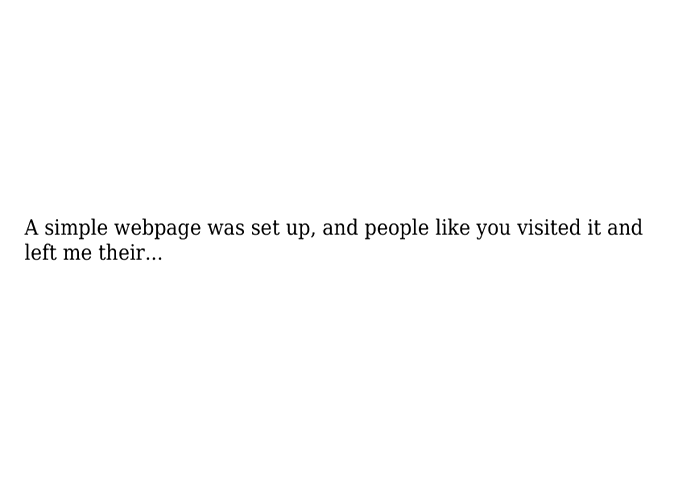 A simple webpage was set up, and people like you visited it and
left me their...